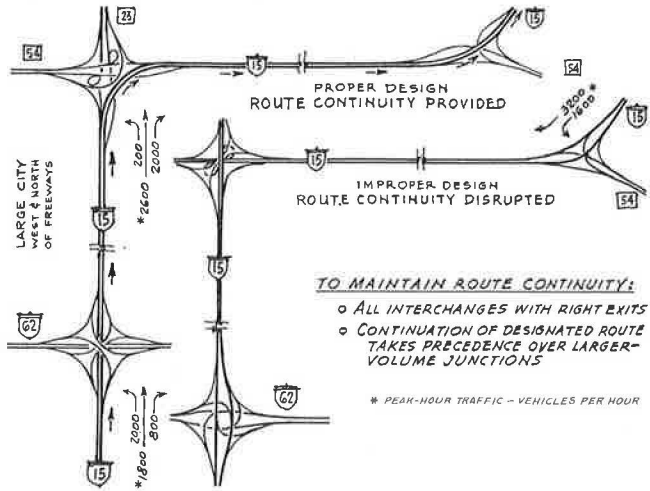 23
15
54
15
54
PROPER DESIGN
ROUTE CONTINUITY PROVIDED
3200 *
1600
15
200
*2600
2000
15
IMPROPER DESIGN
ROUTE CONTINUITY DISRUPTED
54
LARGE CITY
WEST & NORTH
OF FREEWAYS
15
15
TO MAINTAIN ROUTE CONTINUITY:
o ALL INTERCHANGES WITH RIGHT EXITS
o CONTINUATION OF DESIGNATED ROUTE
TAKES PRECEDENCE OVER LARGER-
VOLUME JUNCTIONS
62
62
* PEAK-HOUR TRAFFIC – VEHICLES PER HOUR
2000
*1800
800
15